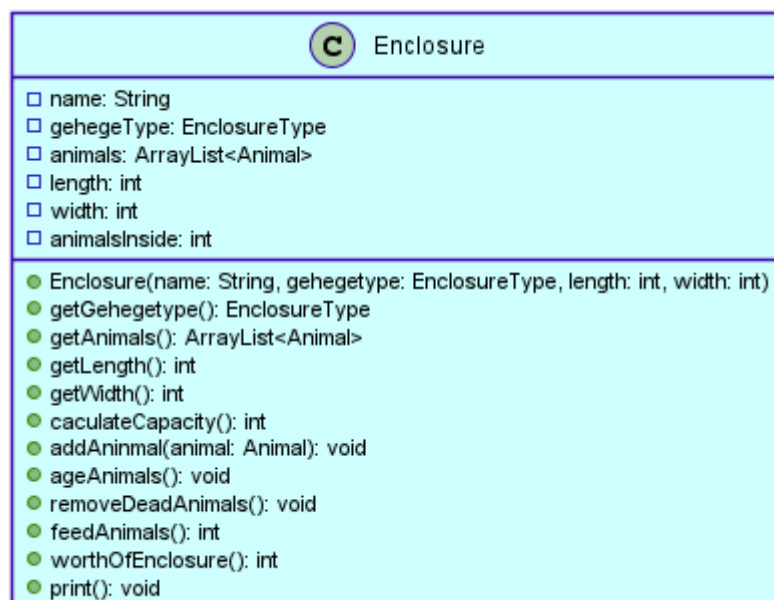 C Enclosure
name: String
gehegeType: EnclosureType
animals: ArrayList<Animal>
length: int
width: int
animalsInside: int
Enclosure(name: String, gehegetype: EnclosureType, length: int, width: int)
getGehegetype(): EnclosureType
getAnimals(): ArrayList<Animal>
getLength(): int
getWidth(): int
caculateCapacity(): int
addAninmal(animal: Animal): void
ageAnimals(): void
removeDeadAnimals(): void
feedAnimals(): int
worthOfEnclosure(): int
print(): void